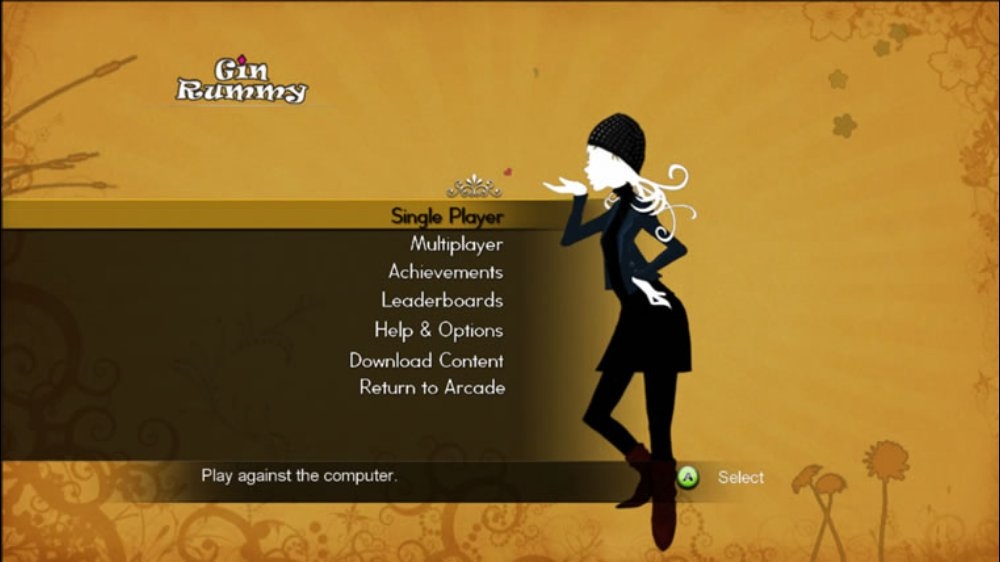 Gin
Rummy
Single Player
Multiplayer
Achievements
Leaderboards
Help & Options
Download Content
Return to Arcade
Play against the computer.
A Select